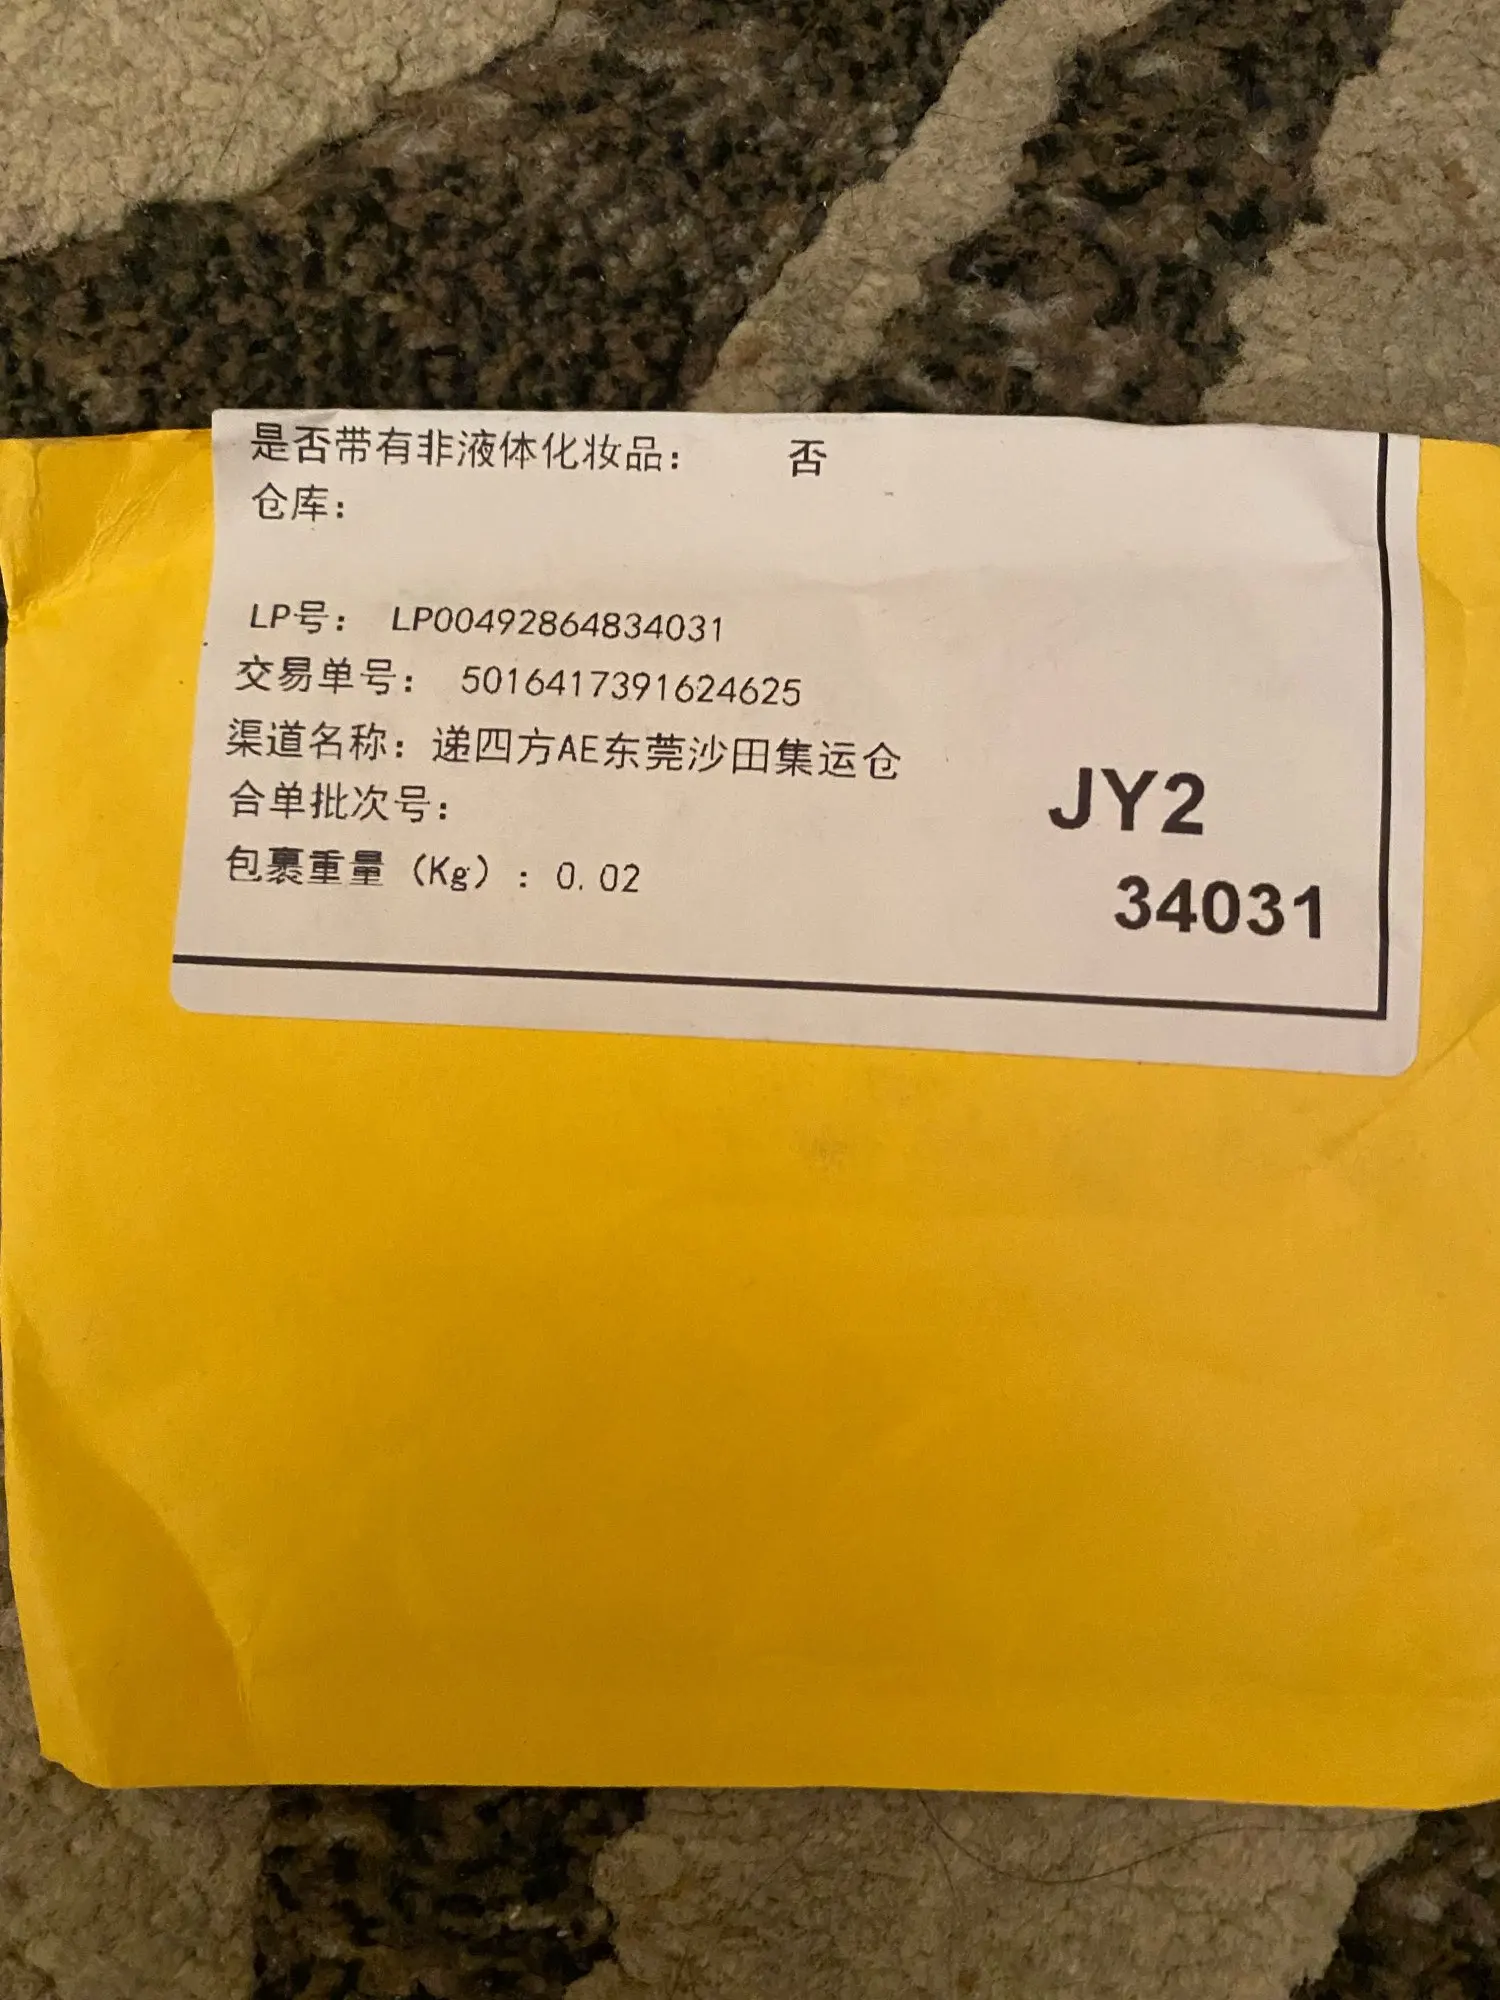 是否带有非液体化妆品： 否
仓库：
LP号： LP00492864834031
交易单号： 5016417391624625
渠道名称：递四方AE东莞沙田集运仓
合单批次号：
包裹重量（Kg）：0.02
JY2
34031